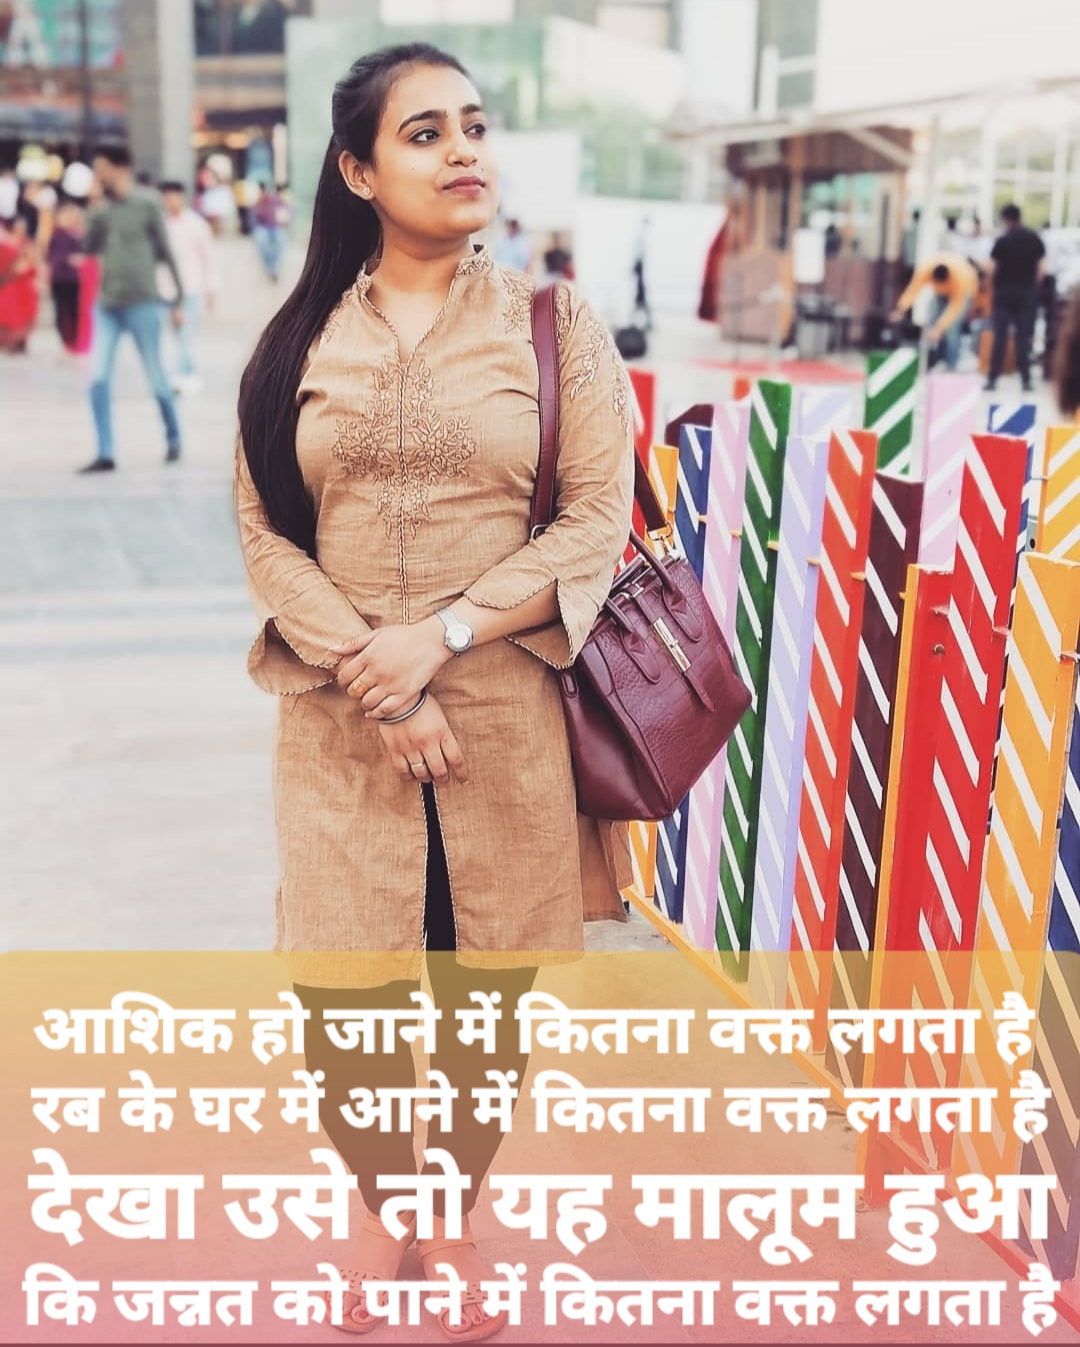 आशिक हो जाने में कितना वक्त लगता है
रब के घर में आने में कितना वक्त लगता है
देखा उसे तो यह मालूम हुआ
कि जन्नत को पाने में कितना वक्त लगता है